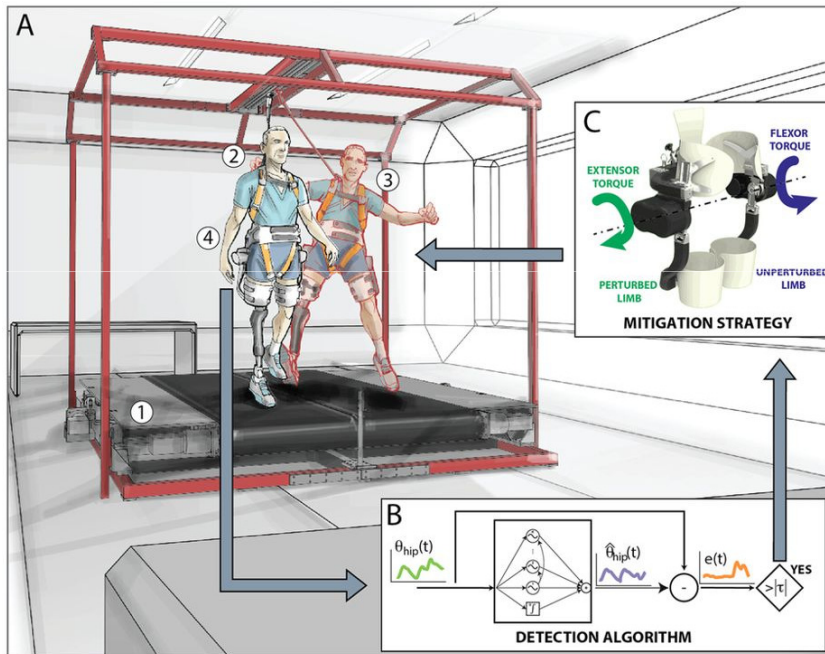 A
2
3
4
1
C
EXTENSOR
TORQUE
FLEXOR
TORQUE
PERTURBED
LIMB
UNPERTURBED
LIMB
MITIGATION STRATEGY
B
θhip(t)
θ̂hip(t)
-
e(t)
>|τ|
YES
DETECTION ALGORITHM